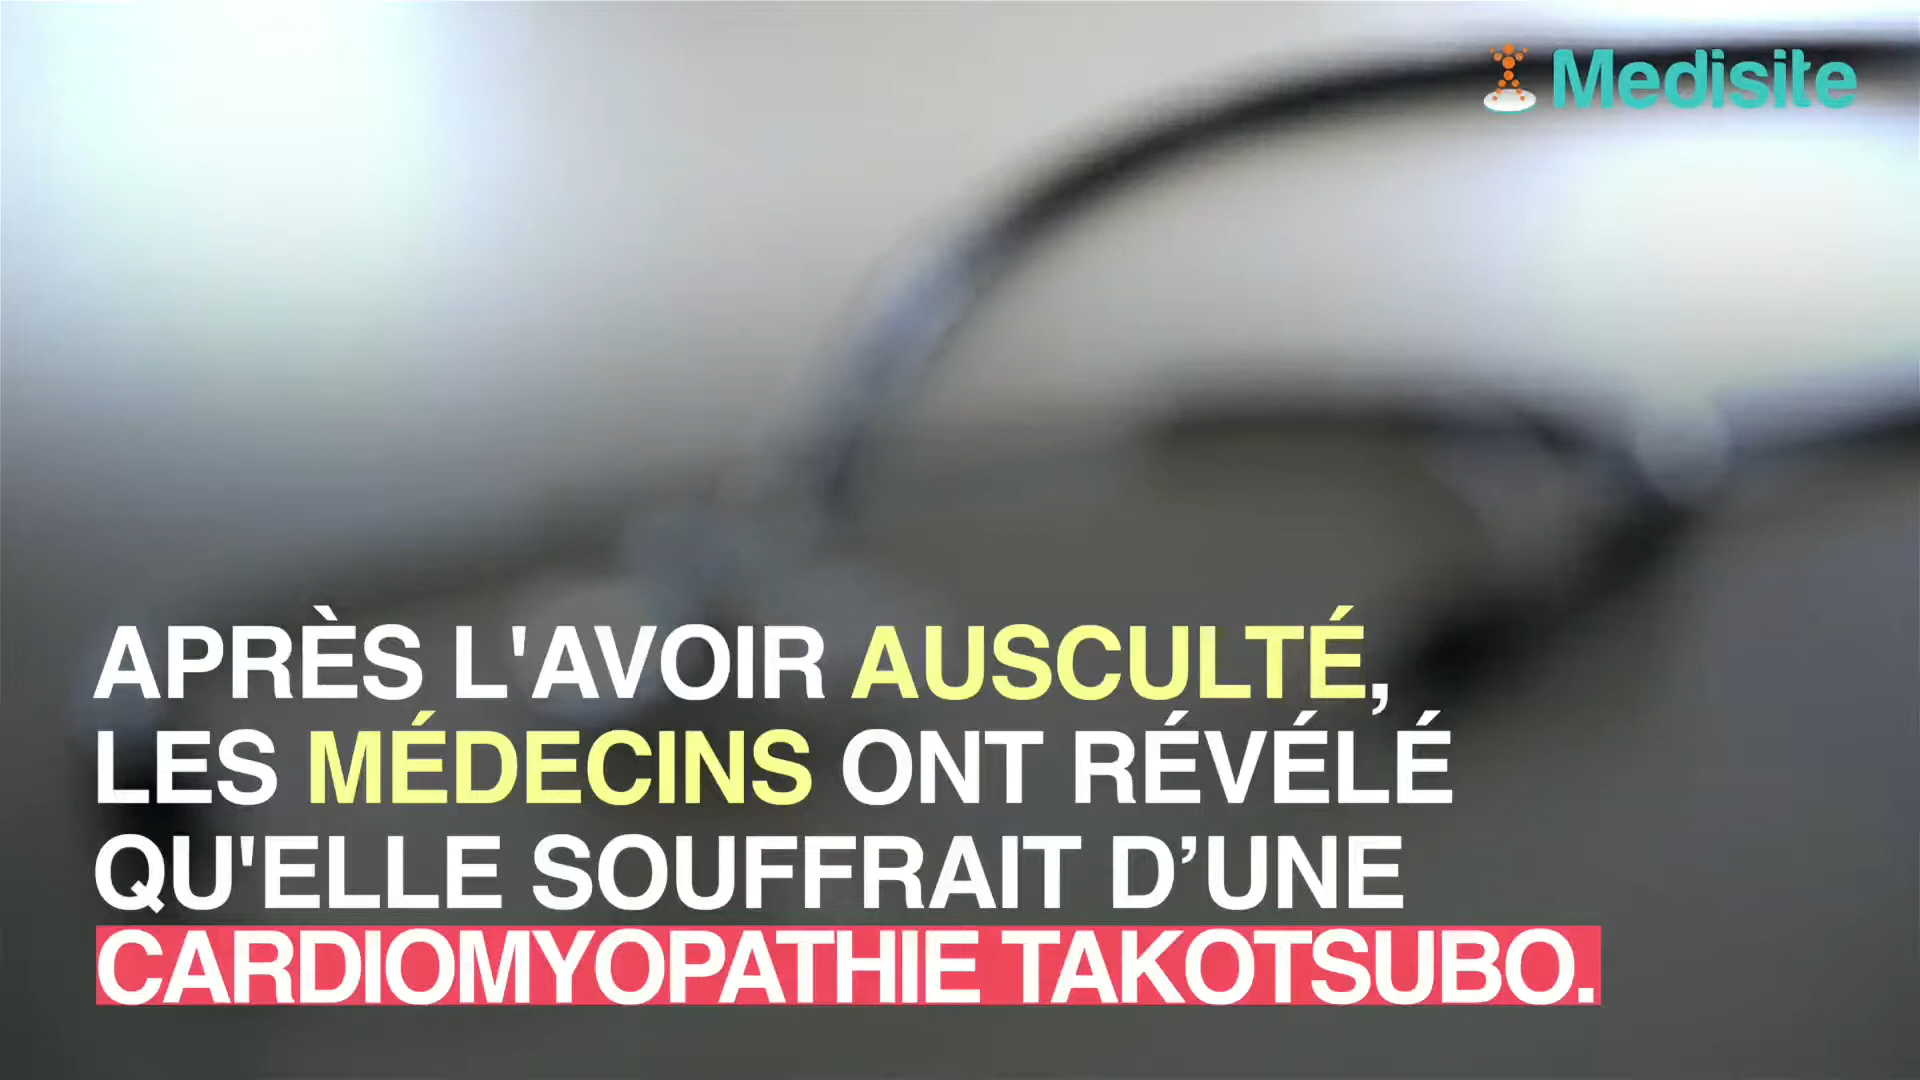 Medisite
APRÈS L'AVOIR AUSCULTÉ,
LES MÉDECINS ONT RÉVÉLÉ
QU'ELLE SOUFFRAIT D’UNE
CARDIOMYOPATHIE TAKOTSUBO.